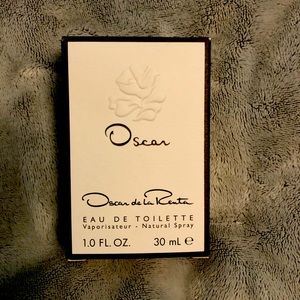 Oscar
Oscar de la Renta
EAU DE TOILETTE
Vaporisateur - Natural Spray
1.0 FL. OZ. 30 mL ℮